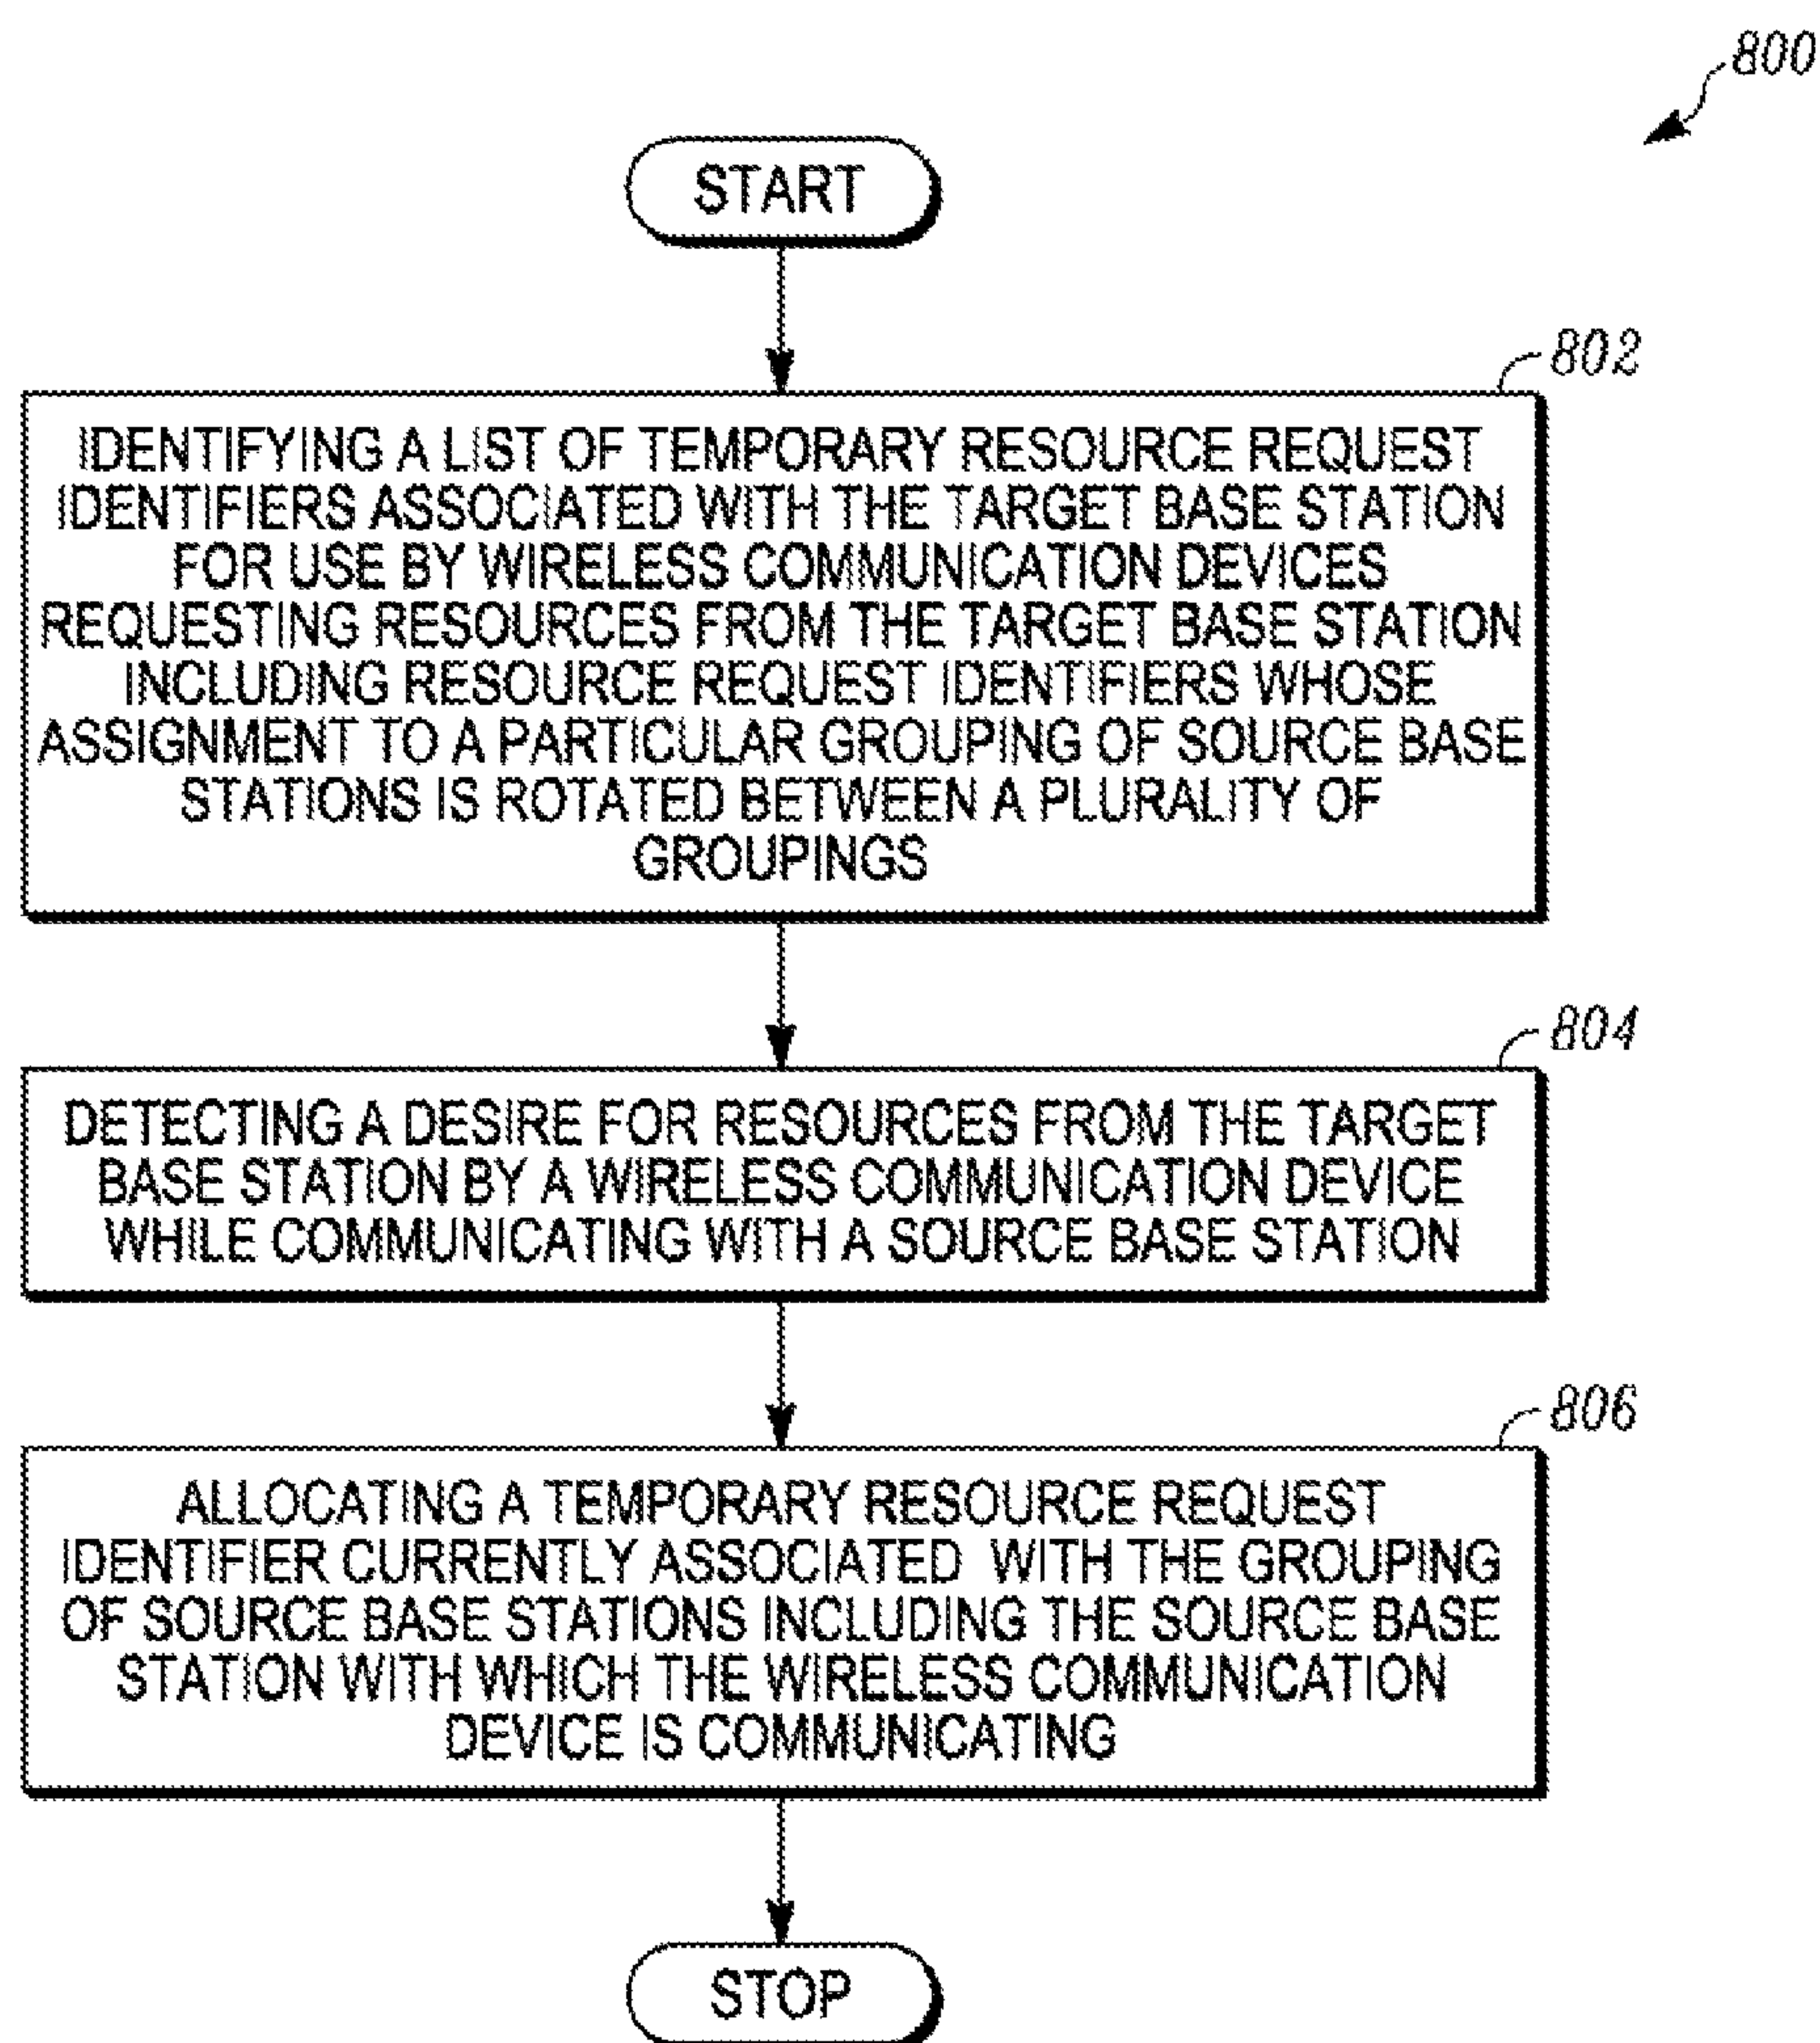 800
START
802
IDENTIFYING A LIST OF TEMPORARY RESOURCE REQUEST
IDENTIFIERS ASSOCIATED WITH THE TARGET BASE STATION
FOR USE BY WIRELESS COMMUNICATION DEVICES
REQUESTING RESOURCES FROM THE TARGET BASE STATION
INCLUDING RESOURCE REQUEST IDENTIFIERS WHOSE
ASSIGNMENT TO A PARTICULAR GROUPING OF SOURCE BASE
STATIONS IS ROTATED BETWEEN A PLURALITY OF
GROUPINGS
804
DETECTING A DESIRE FOR RESOURCES FROM THE TARGET
BASE STATION BY A WIRELESS COMMUNICATION DEVICE
WHILE COMMUNICATING WITH A SOURCE BASE STATION
806
ALLOCATING A TEMPORARY RESOURCE REQUEST
IDENTIFIER CURRENTLY ASSOCIATED WITH THE GROUPING
OF SOURCE BASE STATIONS INCLUDING THE SOURCE BASE
STATION WITH WHICH THE WIRELESS COMMUNICATION
DEVICE IS COMMUNICATING
STOP